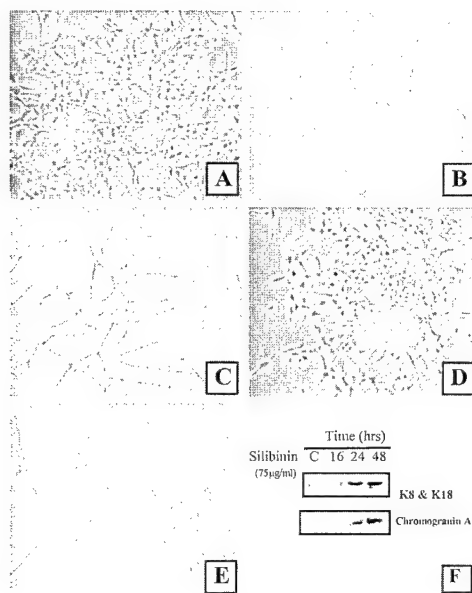 A
B
C
D
Time (hrs)
Silibinin C 16 24 48
(75µg/ml)
K8 & K18
Chromogranin A
E
F